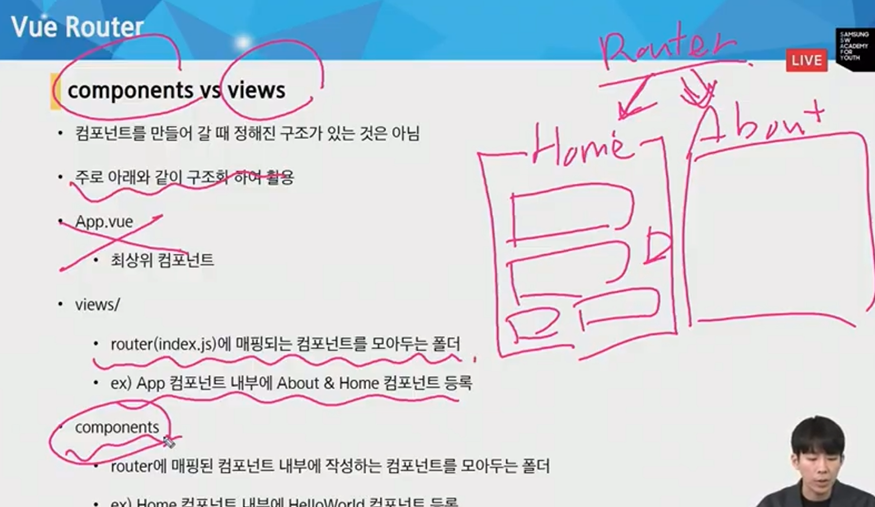 Vue Router
Router
LIVE
SAMSUNG
SW
ACADEMY
FOR
YOUTH
components vs views
Home
About
• 컴포넌트를 만들어 갈 때 정해진 구조가 있는 것은 아님
• 주로 아래와 같이 구조화 하여 활용
• App.vue
• 최상위 컴포넌트
• views/
• router(index.js)에 매핑되는 컴포넌트를 모아두는 폴더
• ex) App 컴포넌트 내부에 About & Home 컴포넌트 등록
• components
• router에 매핑된 컴포넌트 내부에 작성하는 컴포넌트를 모아두는 폴더
• ex) Home 컴포넌트 내부에 HelloWorld 컴포넌트 등록